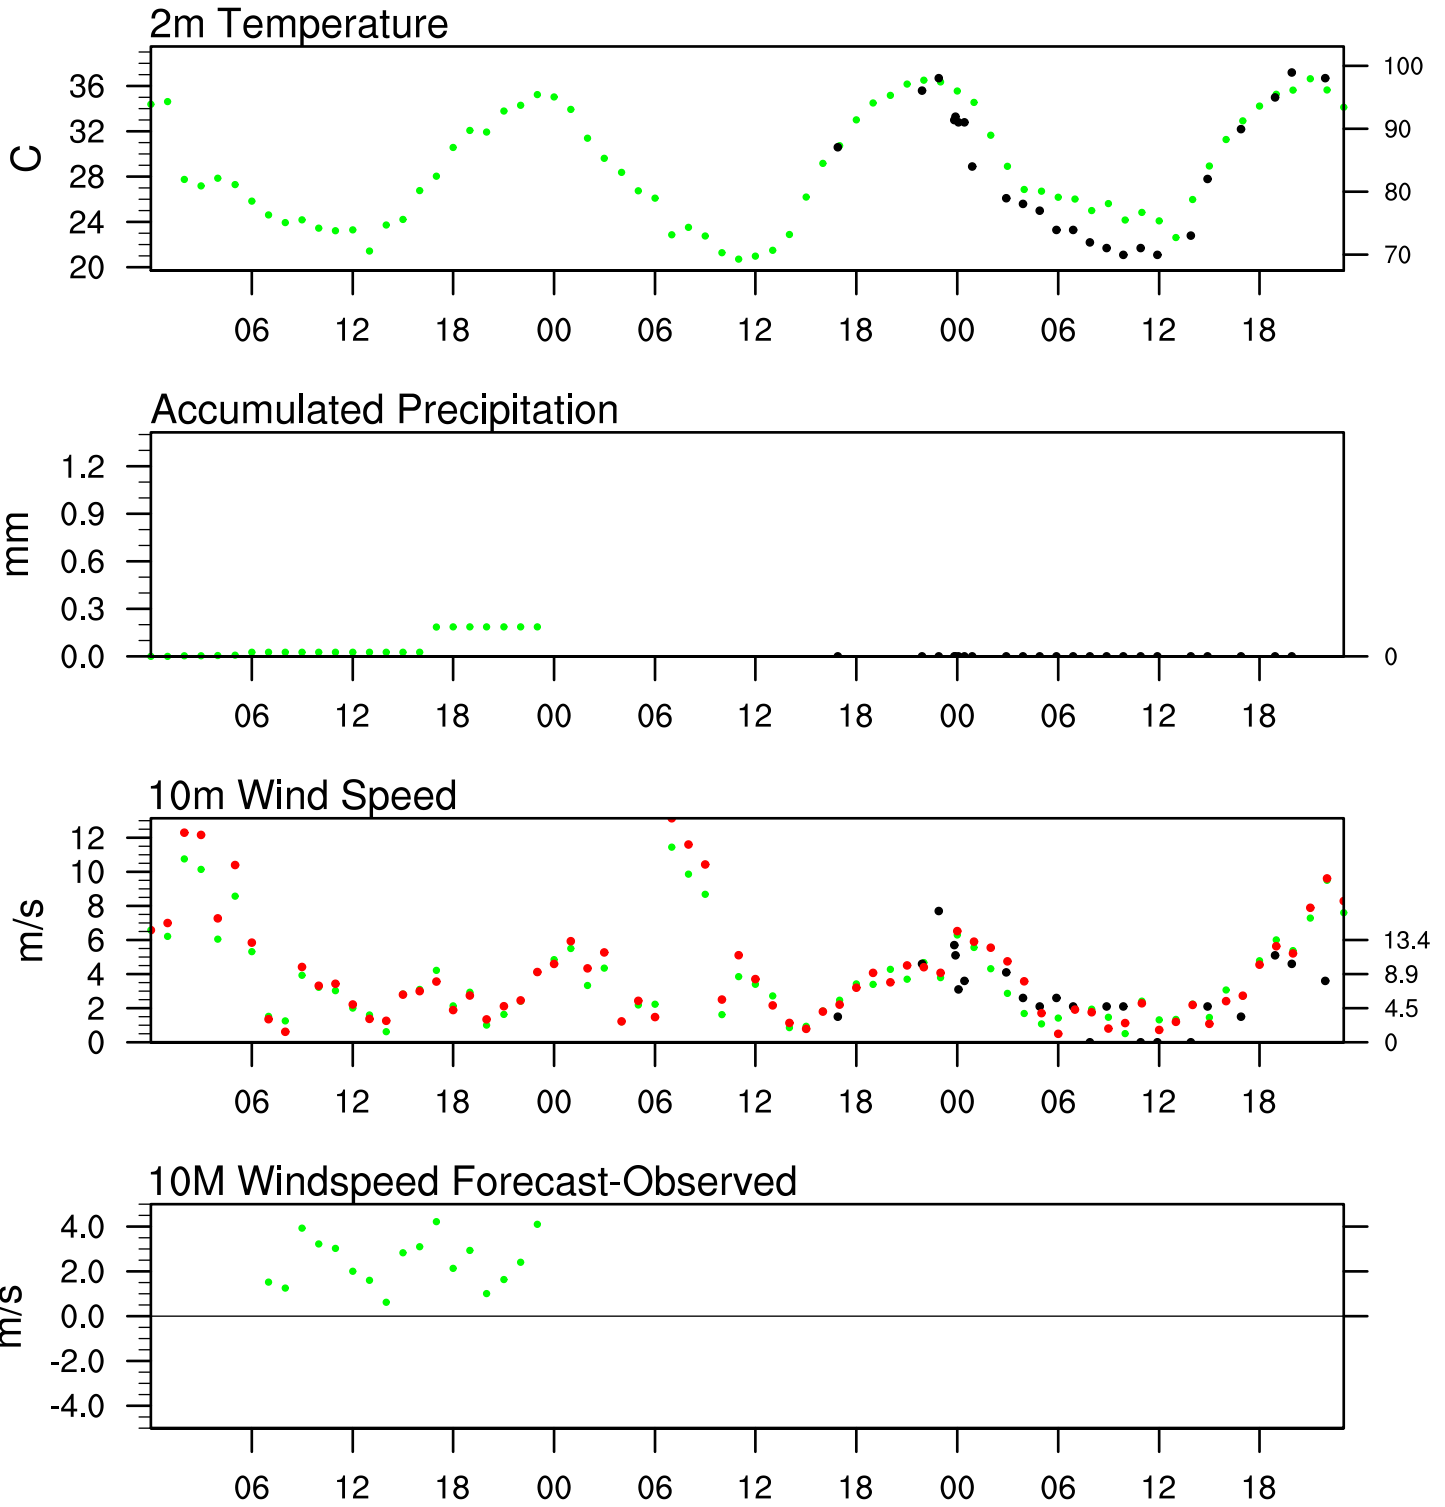 2m Temperature
C
36
32
28
24
20
100
90
80
70
06 12 18 00 06 12 18 00 06 12 18
Accumulated Precipitation
mm
1.2
0.9
0.6
0.3
0.0
0
06 12 18 00 06 12 18 00 06 12 18
10m Wind Speed
m/s
12
10
8
6
4
2
0
13.4
8.9
4.5
0
06 12 18 00 06 12 18 00 06 12 18
10M Windspeed Forecast-Observed
m/s
4.0
2.0
0.0
-2.0
-4.0
06 12 18 00 06 12 18 00 06 12 18